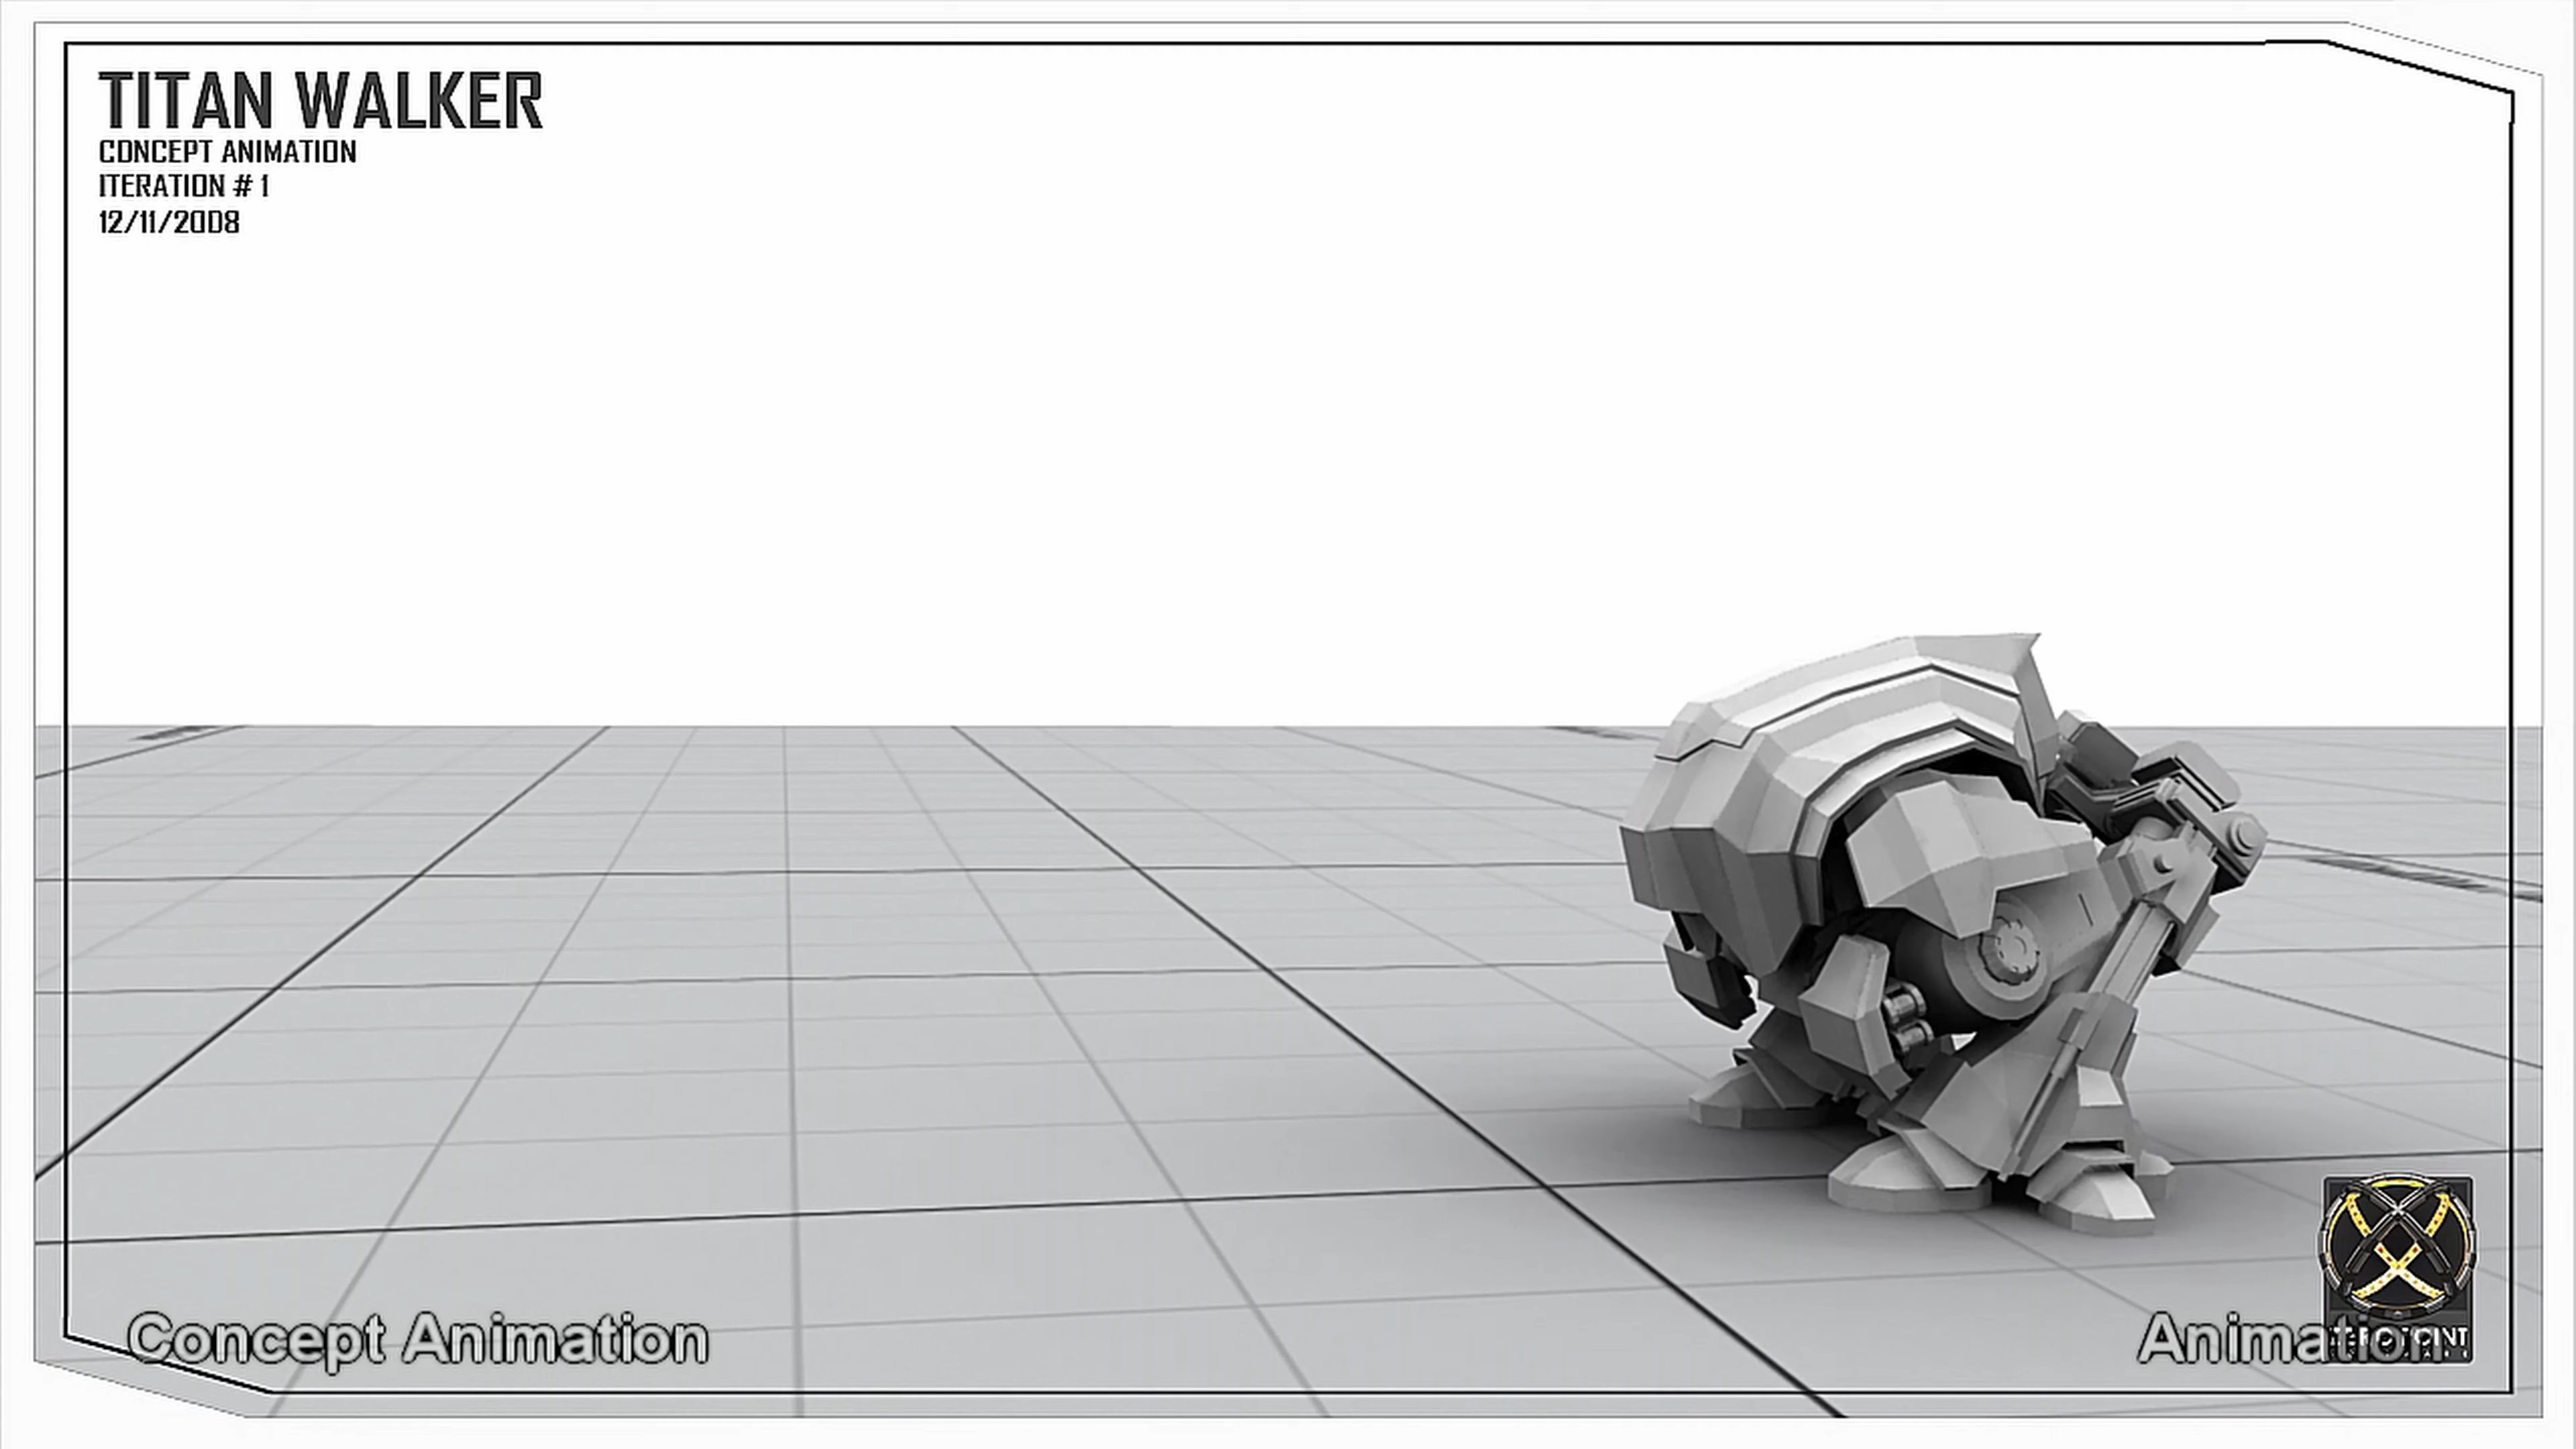 TITAN WALKER
CONCEPT ANIMATION
ITERATION # 1
12/11/2008
Concept Animation
Animation